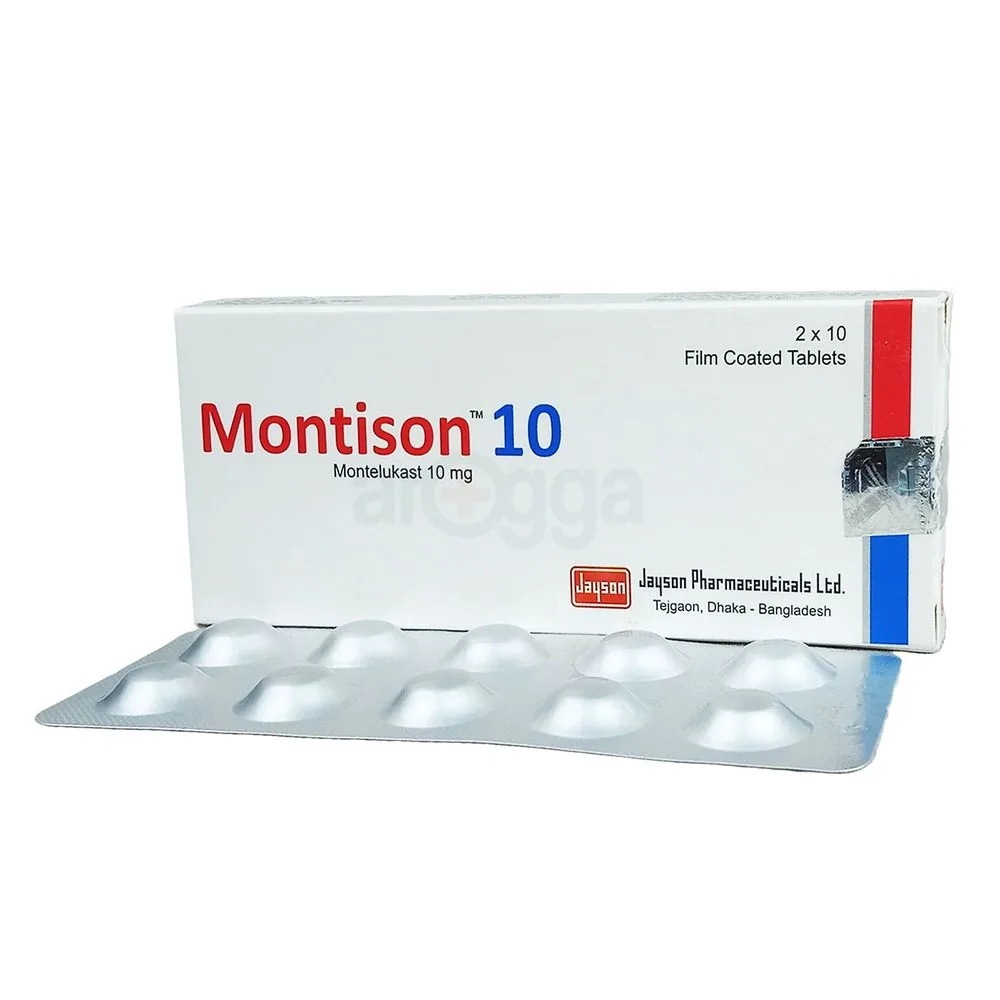 2 x 10
Film Coated Tablets
Montison™ 10
Montelukast 10 mg
arogga
Jayson
Jayson Pharmaceuticals Ltd.
Tejgaon, Dhaka - Bangladesh